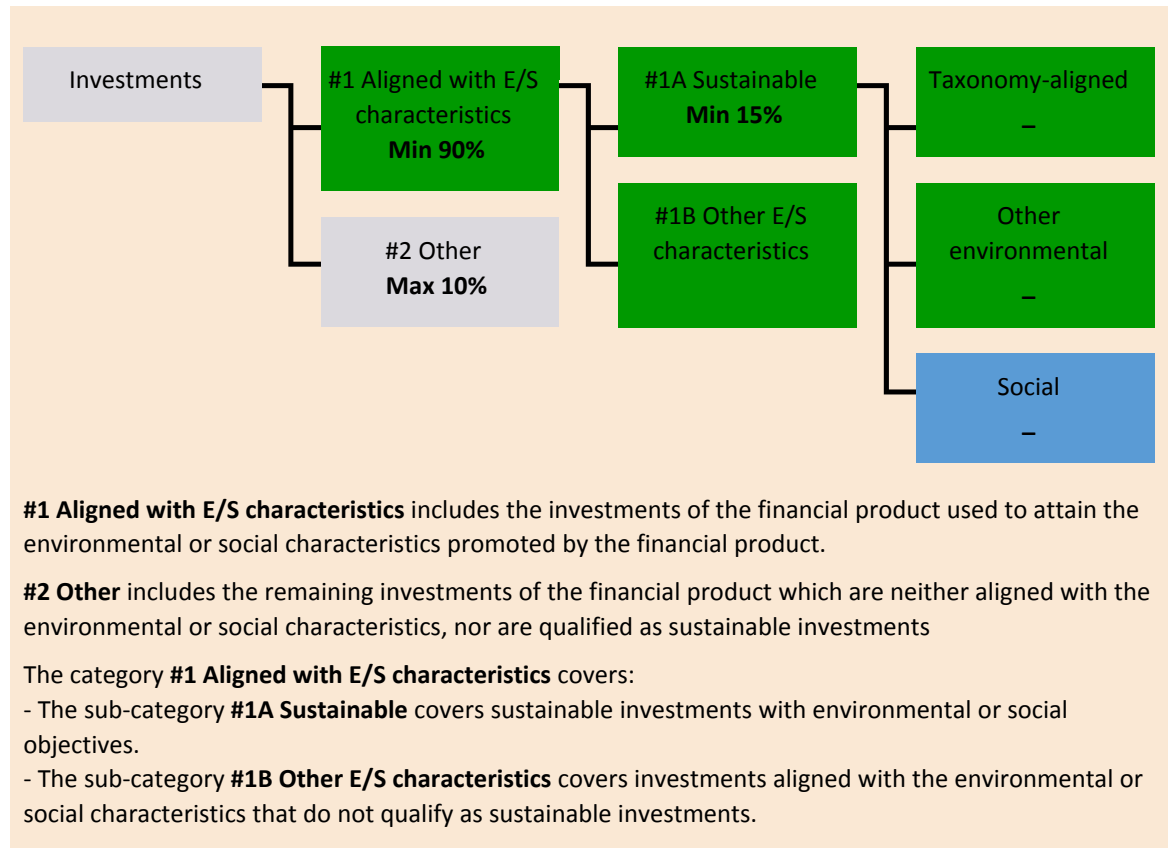 Investments
#1 Aligned with E/S
characteristics
Min 90%
#2 Other
Max 10%
#1A Sustainable
Min 15%
#1B Other E/S
characteristics
Taxonomy-aligned
–
Other
environmental
–
Social
–
#1 Aligned with E/S characteristics includes the investments of the financial product used to attain the
environmental or social characteristics promoted by the financial product.
#2 Other includes the remaining investments of the financial product which are neither aligned with the
environmental or social characteristics, nor are qualified as sustainable investments
The category #1 Aligned with E/S characteristics covers:
- The sub-category #1A Sustainable covers sustainable investments with environmental or social
objectives.
- The sub-category #1B Other E/S characteristics covers investments aligned with the environmental or
social characteristics that do not qualify as sustainable investments.